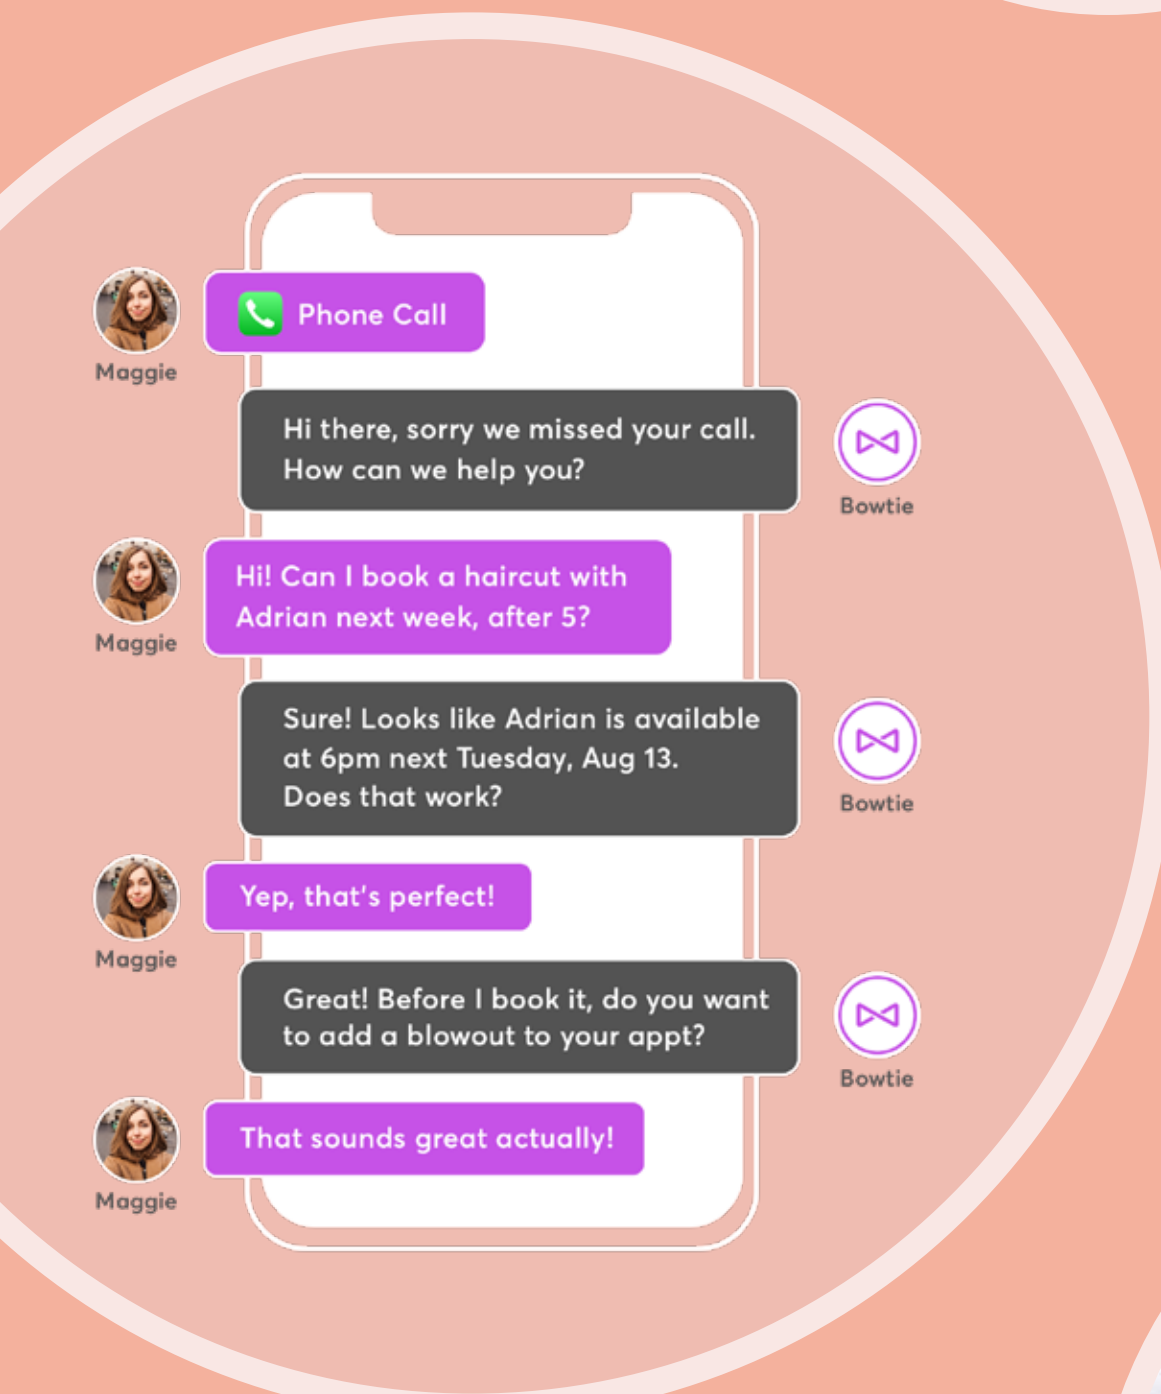 Phone Call
Maggie
Hi there, sorry we missed your call.
How can we help you?
Bowtie
Hi! Can I book a haircut with
Adrian next week, after 5?
Maggie
Sure! Looks like Adrian is available
at 6pm next Tuesday, Aug 13.
Does that work?
Bowtie
Yep, that's perfect!
Maggie
Great! Before I book it, do you want
to add a blowout to your appt?
Bowtie
That sounds great actually!
Maggie